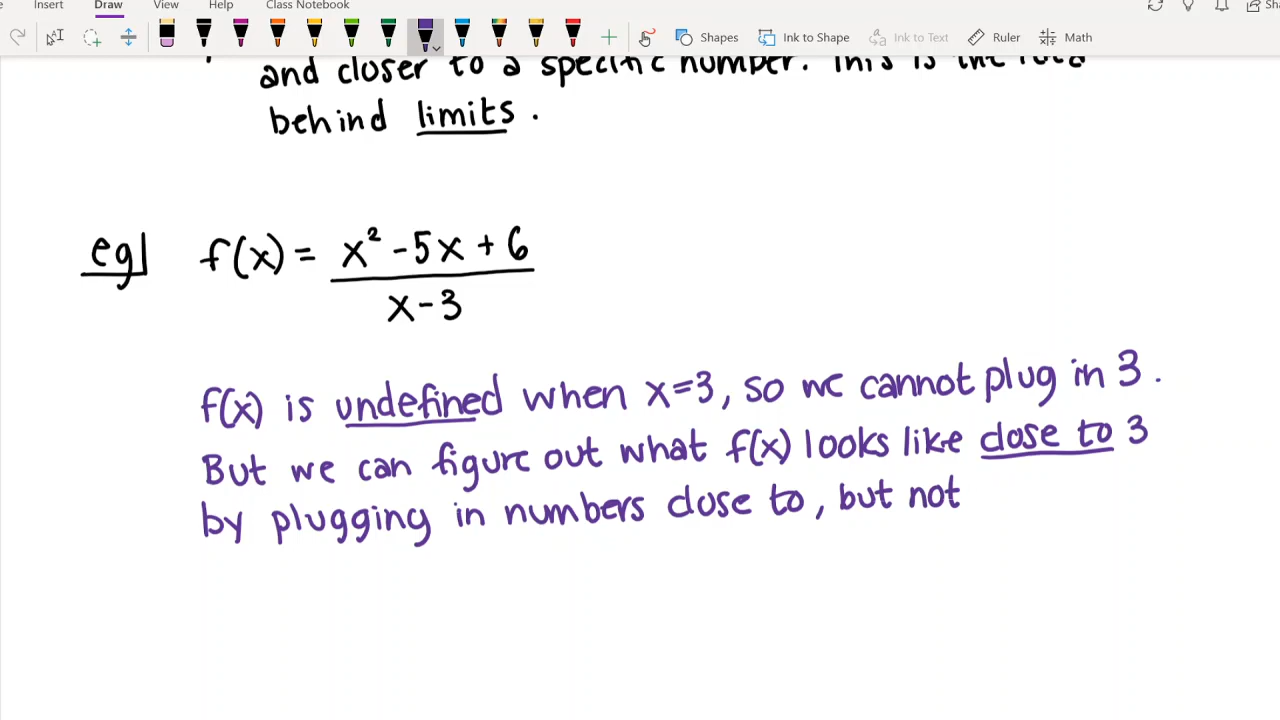 Insert Draw View Help Class Notebook
Shapes Ink to Shape Ink to Text Ruler Math
and closer to a specific number. This is the idea
behind limits.
eg1 f(x) = x² - 5x + 6
x - 3
f(x) is undefined when x=3, so we cannot plug in 3.
But we can figure out what f(x) looks like close to 3
by plugging in numbers close to, but not